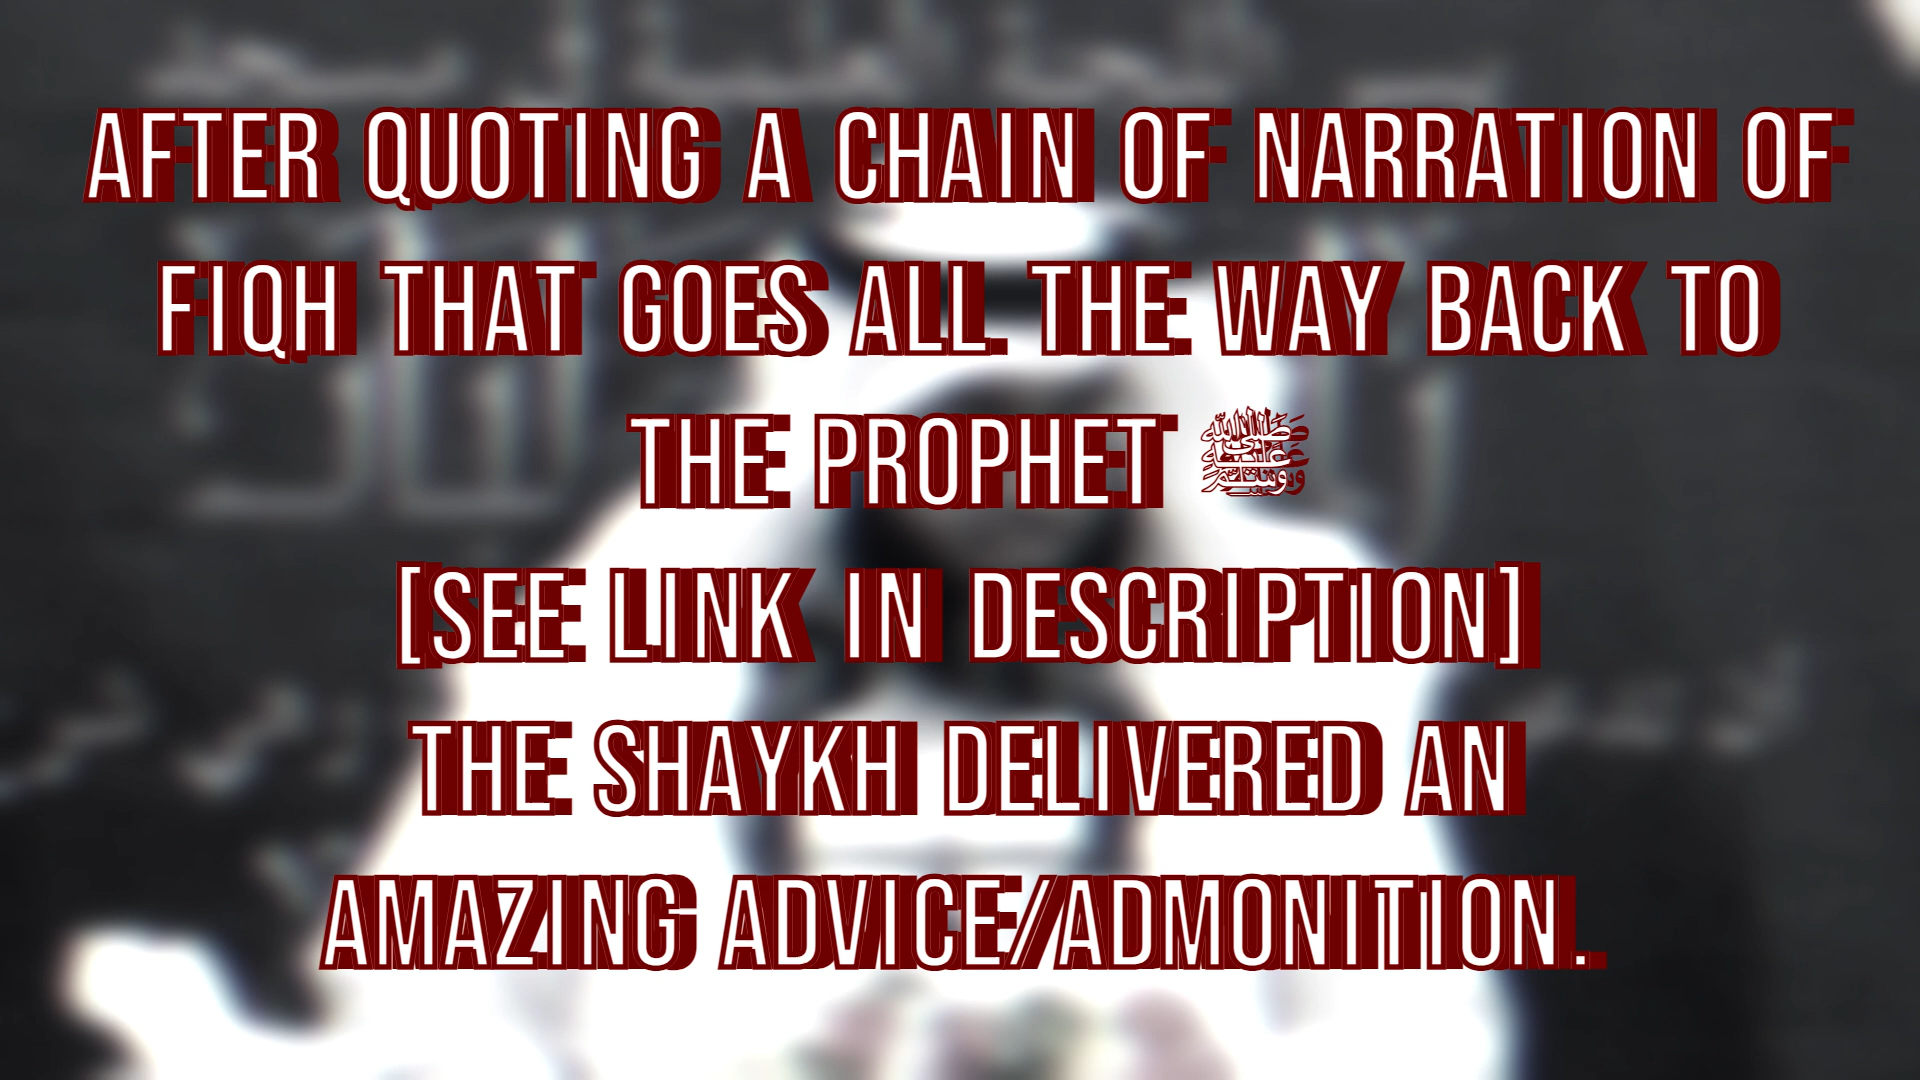 AFTER QUOTING A CHAIN OF NARRATION OF
FIQH THAT GOES ALL THE WAY BACK TO
THE PROPHET ﷺ
[SEE LINK IN DESCRIPTION]
THE SHAYKH DELIVERED AN
AMAZING ADVICE/ADMONITION.